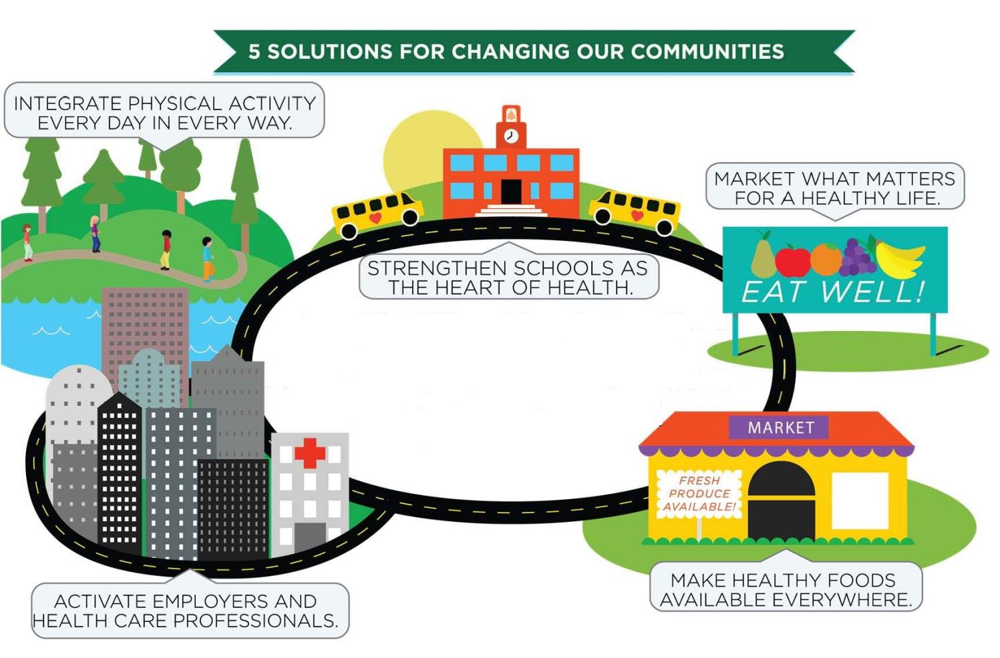 5 SOLUTIONS FOR CHANGING OUR COMMUNITIES
INTEGRATE PHYSICAL ACTIVITY
EVERY DAY IN EVERY WAY.
STRENGTHEN SCHOOLS AS
THE HEART OF HEALTH.
MARKET WHAT MATTERS
FOR A HEALTHY LIFE.
EAT WELL!
MARKET
FRESH
PRODUCE
AVAILABLE!
MAKE HEALTHY FOODS
AVAILABLE EVERYWHERE.
ACTIVATE EMPLOYERS AND
HEALTH CARE PROFESSIONALS.